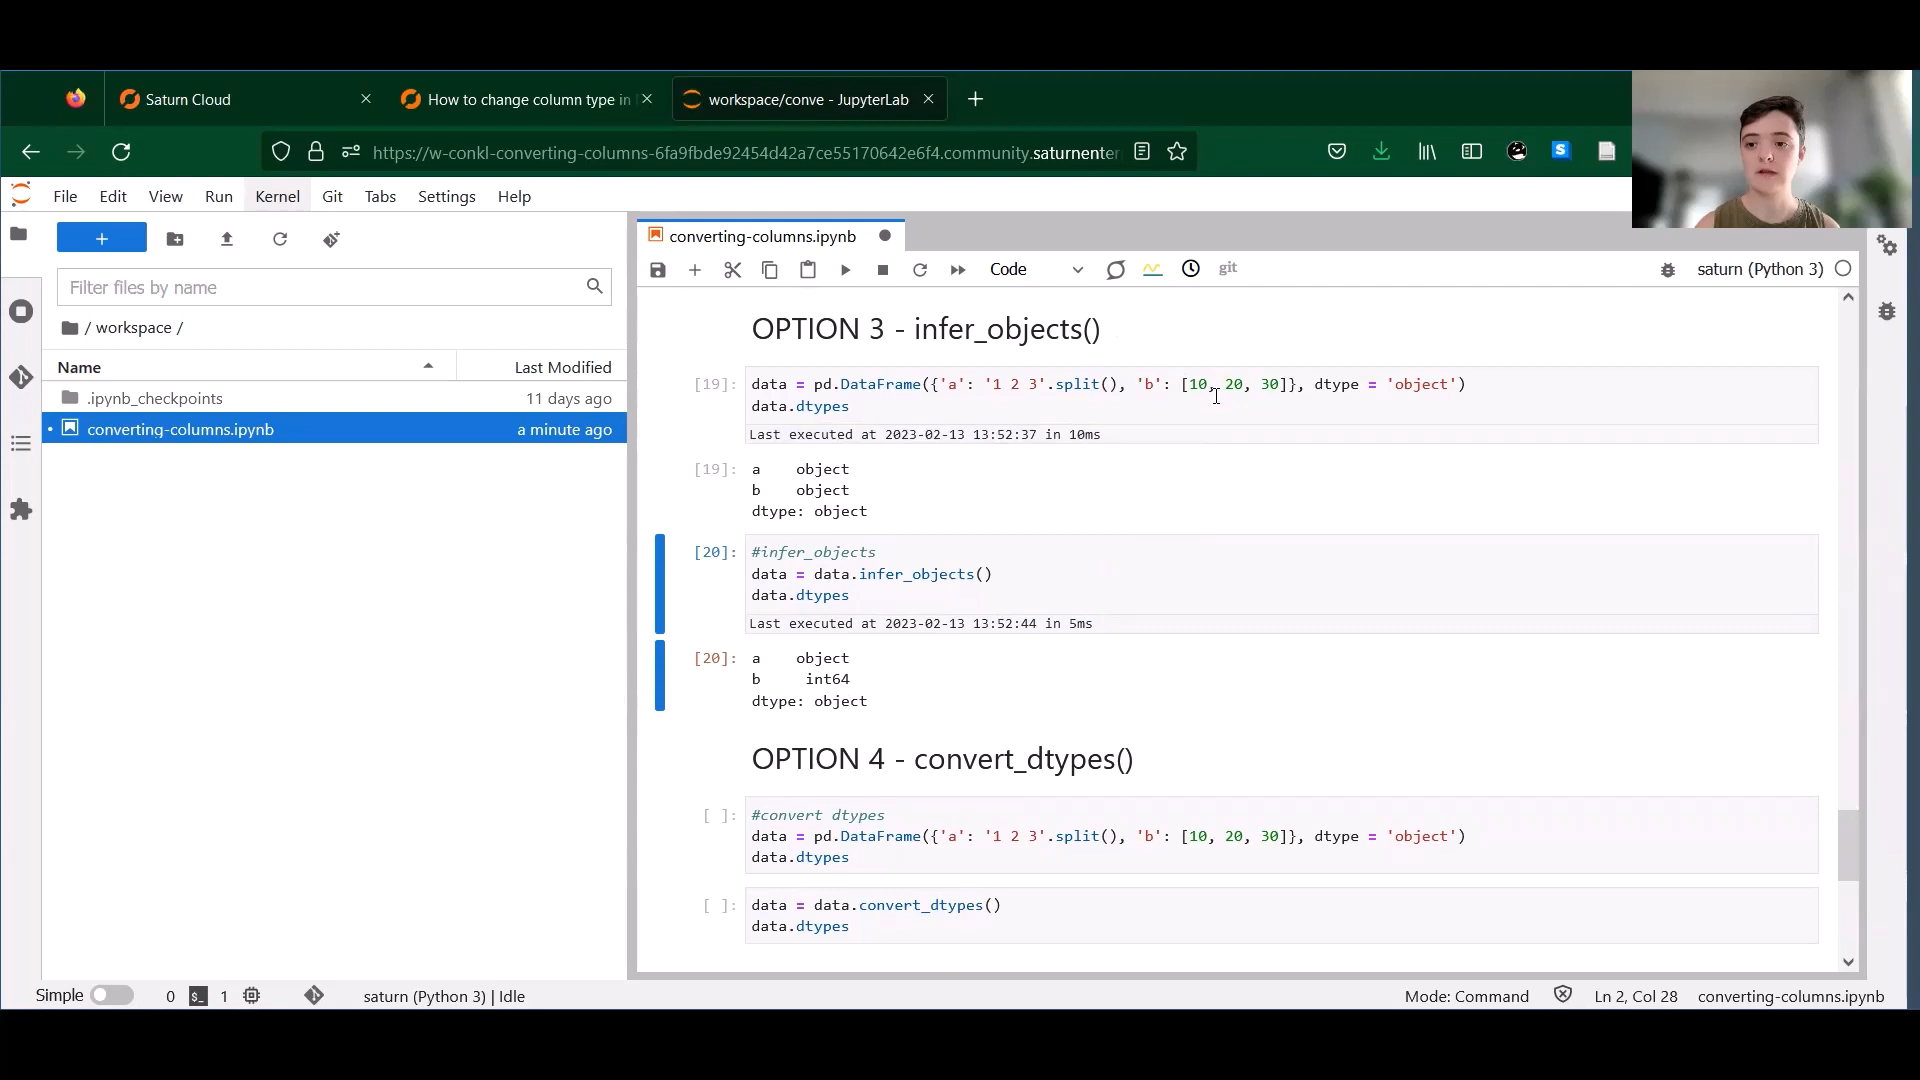 Saturn Cloud
How to change column type in
workspace/conve - JupyterLab
https://w-conkl-converting-columns-6fa9fbde92454d42a7ce55170642e6f4.community.saturnenter
S
File Edit View Run Kernel Git Tabs Settings Help
converting-columns.ipynb
Code
git
saturn (Python 3)
Filter files by name
/ workspace /
Name
Last Modified
.ipynb_checkpoints
11 days ago
converting-columns.ipynb
a minute ago
OPTION 3 - infer_objects()
[19]: data = pd.DataFrame({'a': '1 2 3'.split(), 'b': [10, 20, 30]}, dtype = 'object')
data.dtypes
Last executed at 2023-02-13 13:52:37 in 10ms
[19]: a object
b object
dtype: object
[20]: #infer_objects
data = data.infer_objects()
data.dtypes
Last executed at 2023-02-13 13:52:44 in 5ms
[20]: a object
b int64
dtype: object
OPTION 4 - convert_dtypes()
[ ]: #convert dtypes
data = pd.DataFrame({'a': '1 2 3'.split(), 'b': [10, 20, 30]}, dtype = 'object')
data.dtypes
[ ]: data = data.convert_dtypes()
data.dtypes
Simple
0
$_
1
saturn (Python 3) | Idle
Mode: Command
Ln 2, Col 28
converting-columns.ipynb